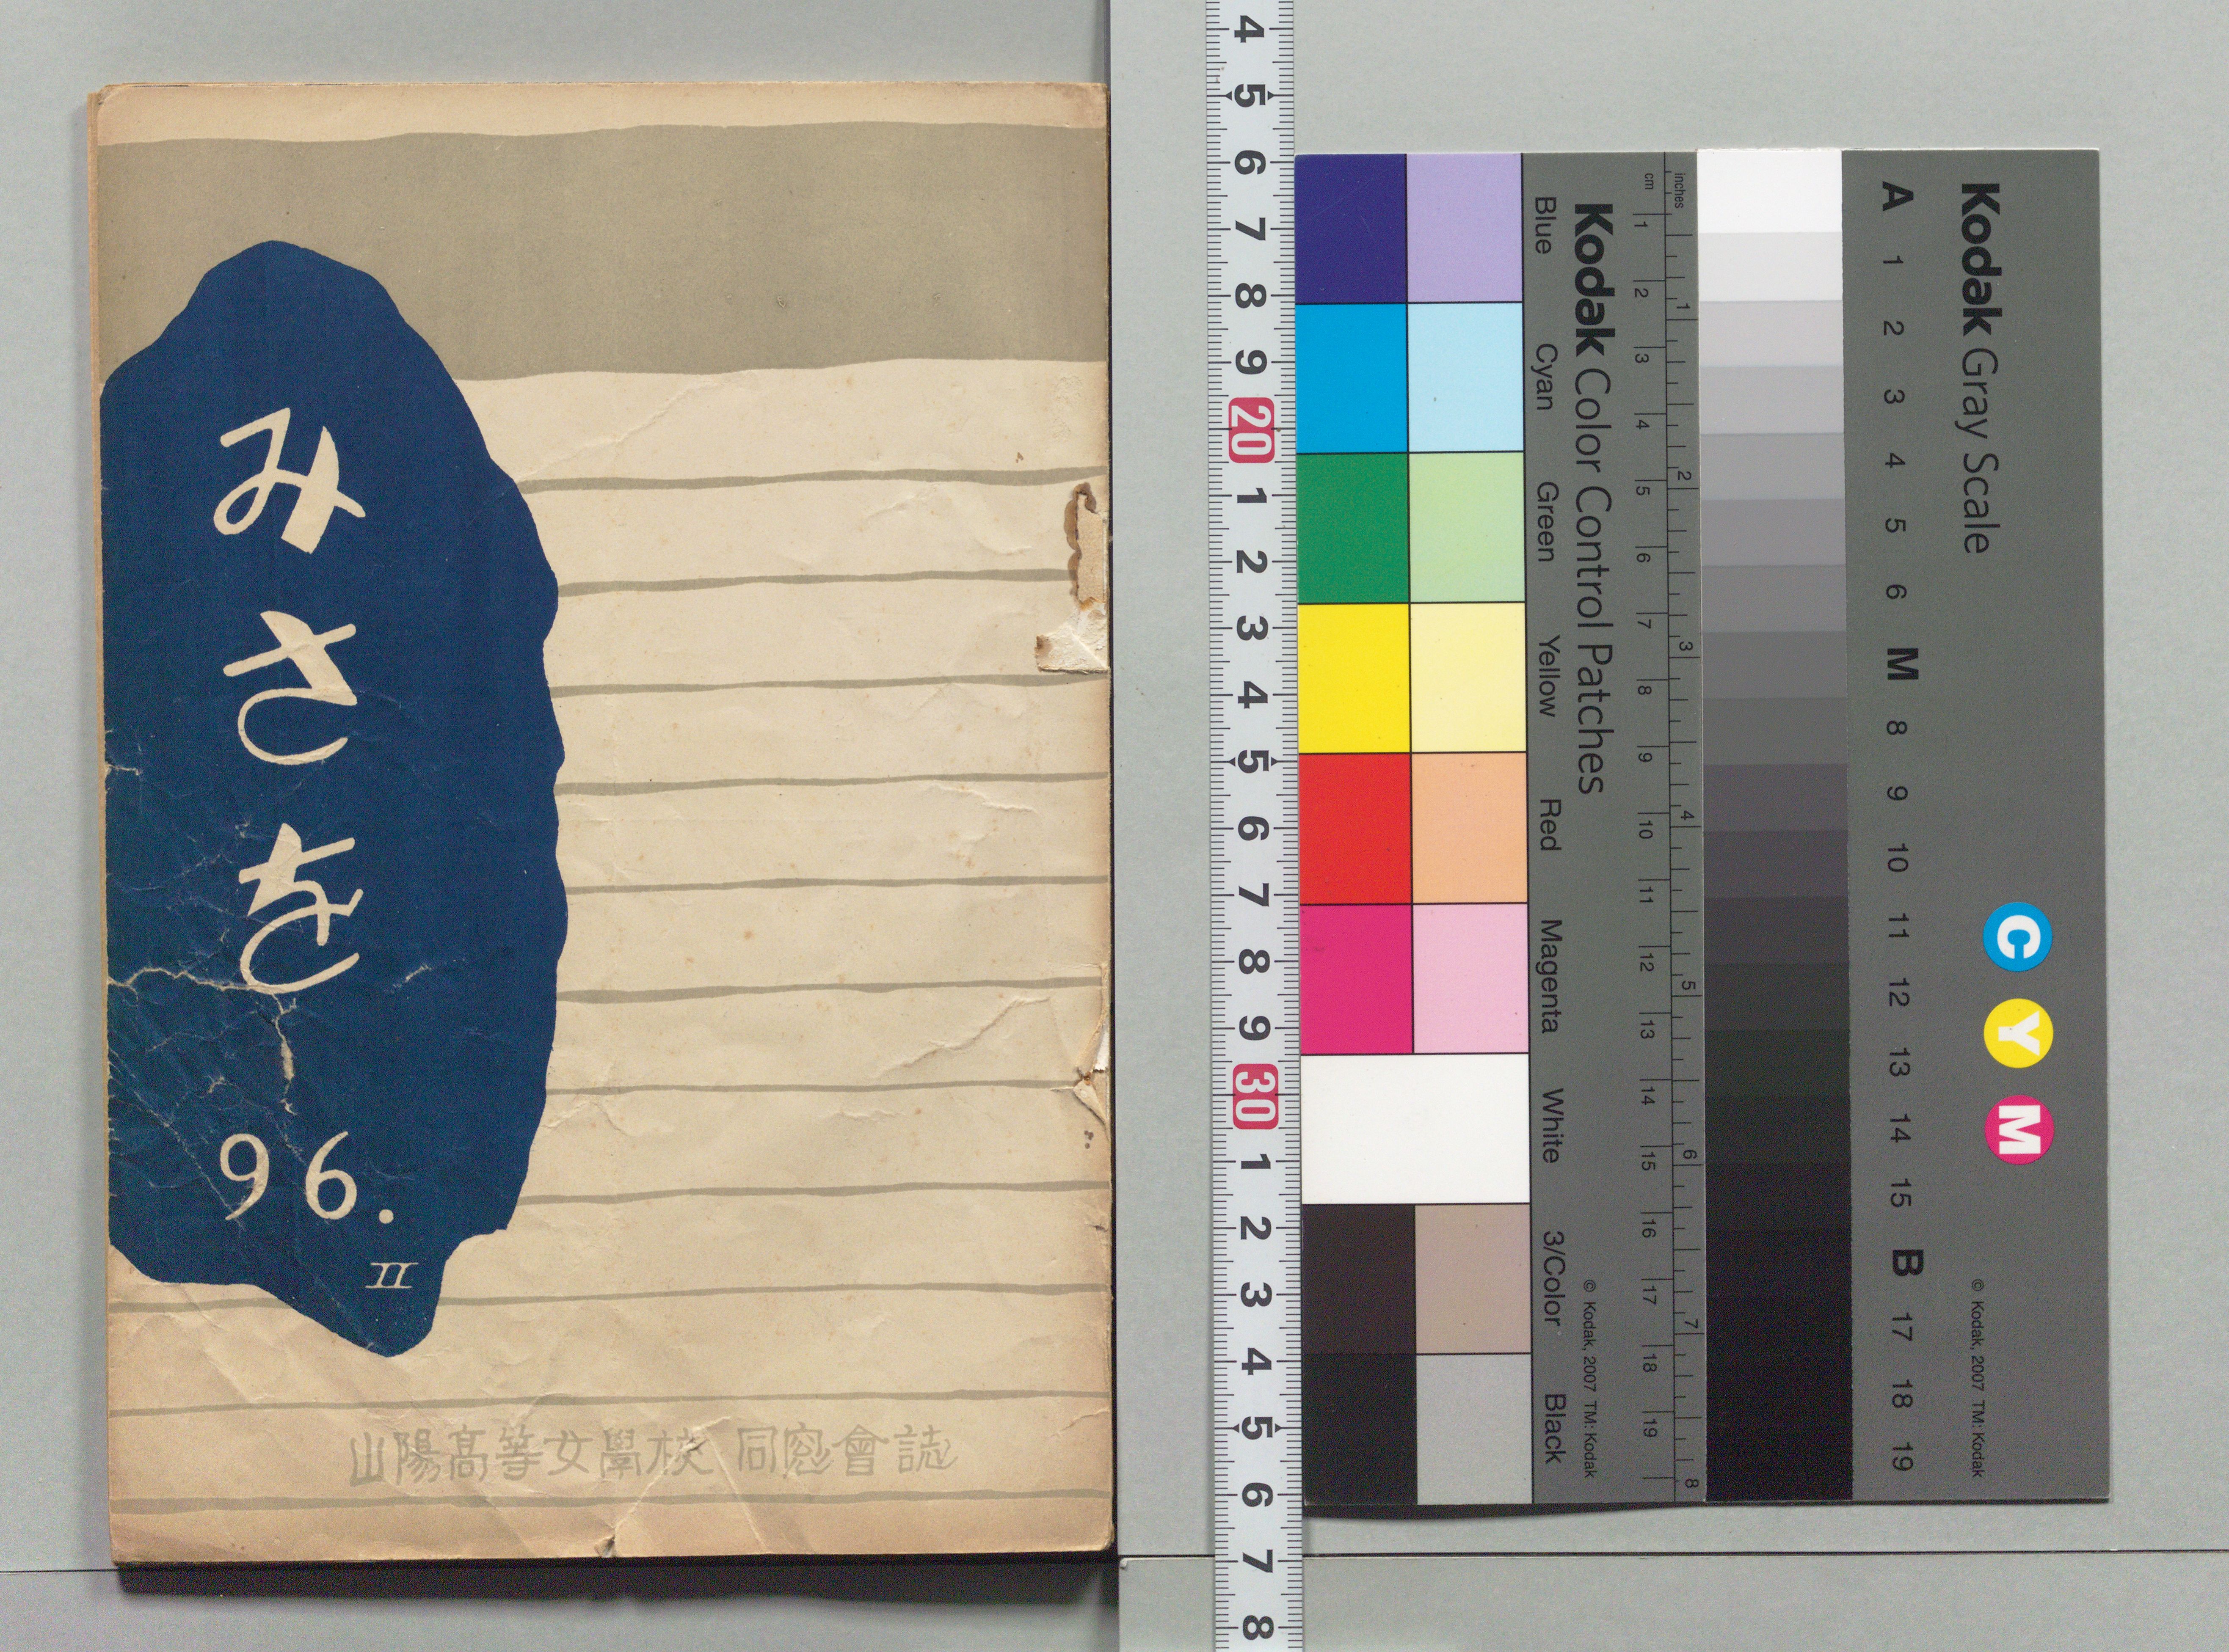 みさを
96.
II
山陽高等女學校 同窓會誌
4 5 6 7 8 9 20 1 2 3 4 5 6 7 8 9 30 1 2 3 4 5 6 7 8
Blue Cyan Green Yellow Red Magenta White 3/Color Black
Kodak Color Control Patches
© Kodak, 2007 TM: Kodak
cm 1 2 3 4 5 6 7 8 9 10 11 12 13 14 15 16 17 18 19
inches 1 2 3 4 5 6 7 8
A 1 2 3 4 5 6 M 8 9 10 11 12 13 14 15 B 17 18 19
Kodak Gray Scale
C Y M
© Kodak, 2007 TM: Kodak